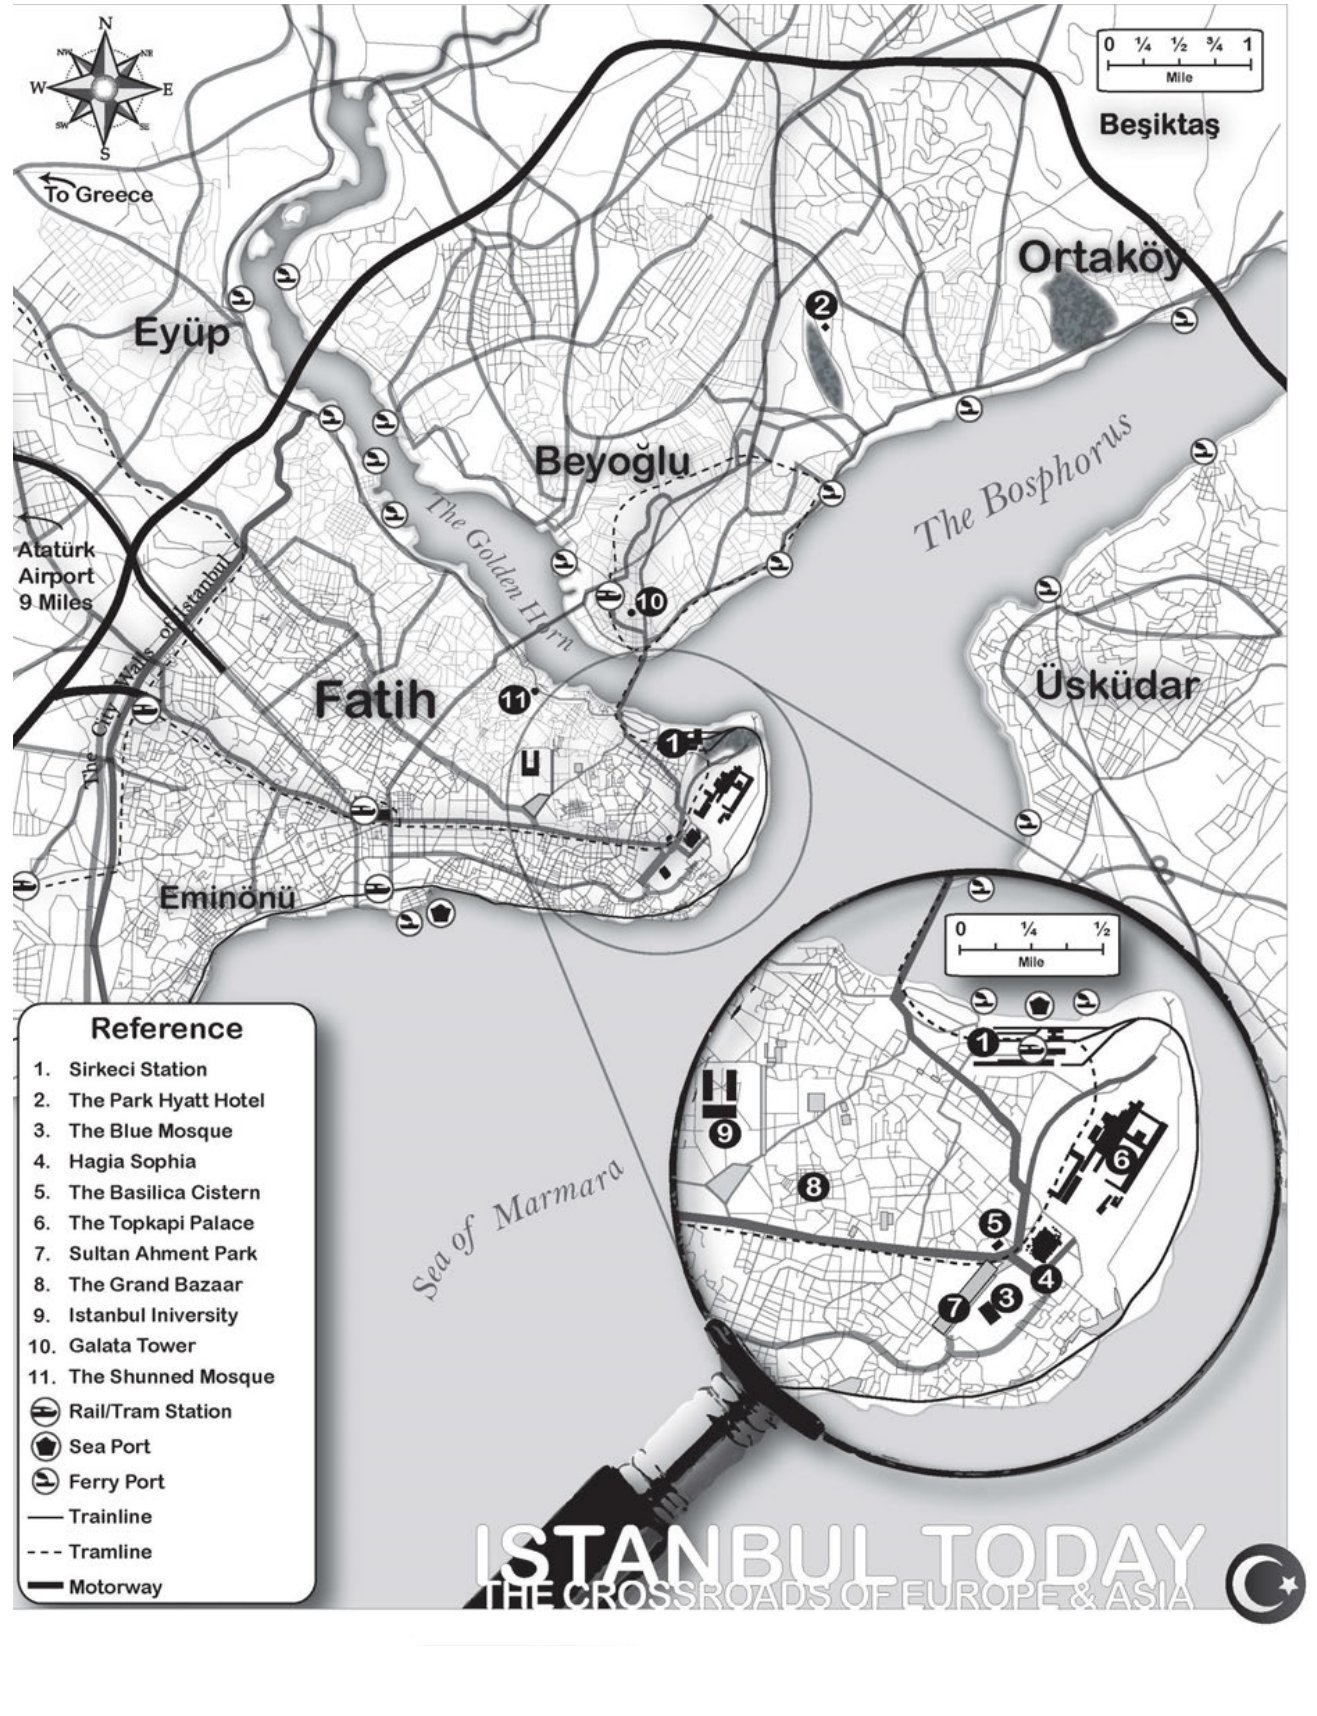 N
NW
NE
W
E
SW
SE
S
0 ¼ ½ ¾ 1
Mile
Beşiktaş
To Greece
Ortaköy
2
Eyüp
Beyoğlu
The Bosphorus
The Golden Horn
Atatürk
Airport
9 Miles
The City Walls of Istanbul
10
Üsküdar
Fatih
11
1
Eminönü
0 ¼ ½
Mile
1
9
6
8
5
4
7
3
Sea of Marmara
Reference
1. Sirkeci Station
2. The Park Hyatt Hotel
3. The Blue Mosque
4. Hagia Sophia
5. The Basilica Cistern
6. The Topkapi Palace
7. Sultan Ahment Park
8. The Grand Bazaar
9. Istanbul Iniversity
10. Galata Tower
11. The Shunned Mosque
Rail/Tram Station
Sea Port
Ferry Port
Trainline
Tramline
Motorway
ISTANBUL TODAY
THE CROSSROADS OF EUROPE & ASIA